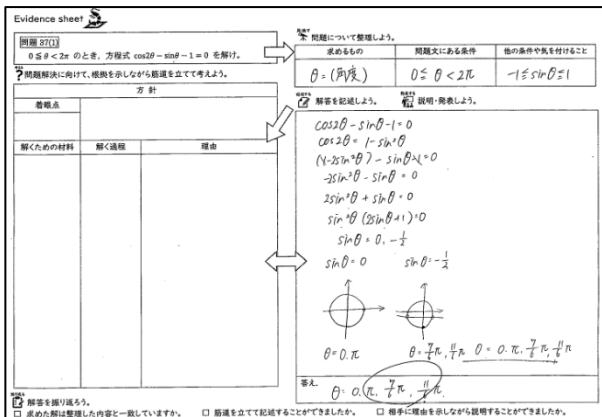 Evidence sheet
問題 37(1)
0≦θ<2π のとき、方程式 cos2θ−sinθ−1=0 を解け。
問題解決に向けて、根拠を示しながら筋道を立てて考えよう。
方 針
着眼点
解くための材料 解く過程 理由
問題について整理しよう。
求めるもの 問題文にある条件 他の条件や気を付けること
θ=(角度) 0≦θ<2π -1≦sinθ≦1
解答を記述しよう。 説明・発表しよう。
cos2θ-sinθ-1=0
cos2θ=1-sin²θ
(1-2sin²θ)-sinθ-1=0
-2sin²θ-sinθ=0
2sin²θ+sinθ=0
sin²θ(2sinθ+1)=0
sinθ=0, -1/2
sinθ=0 sinθ=-1/2
θ=0.π θ=7/6π, 11/6π θ=0.π, 7/6π, 11/6π
答え.
θ=0.π, 7/6π, 11/6π
解答を振り返ろう。
□ 求めた解は整理した内容と一致していますか。 □ 筋道を立てて記述することができましたか。 □ 相手に理由を示しながら説明することができましたか。